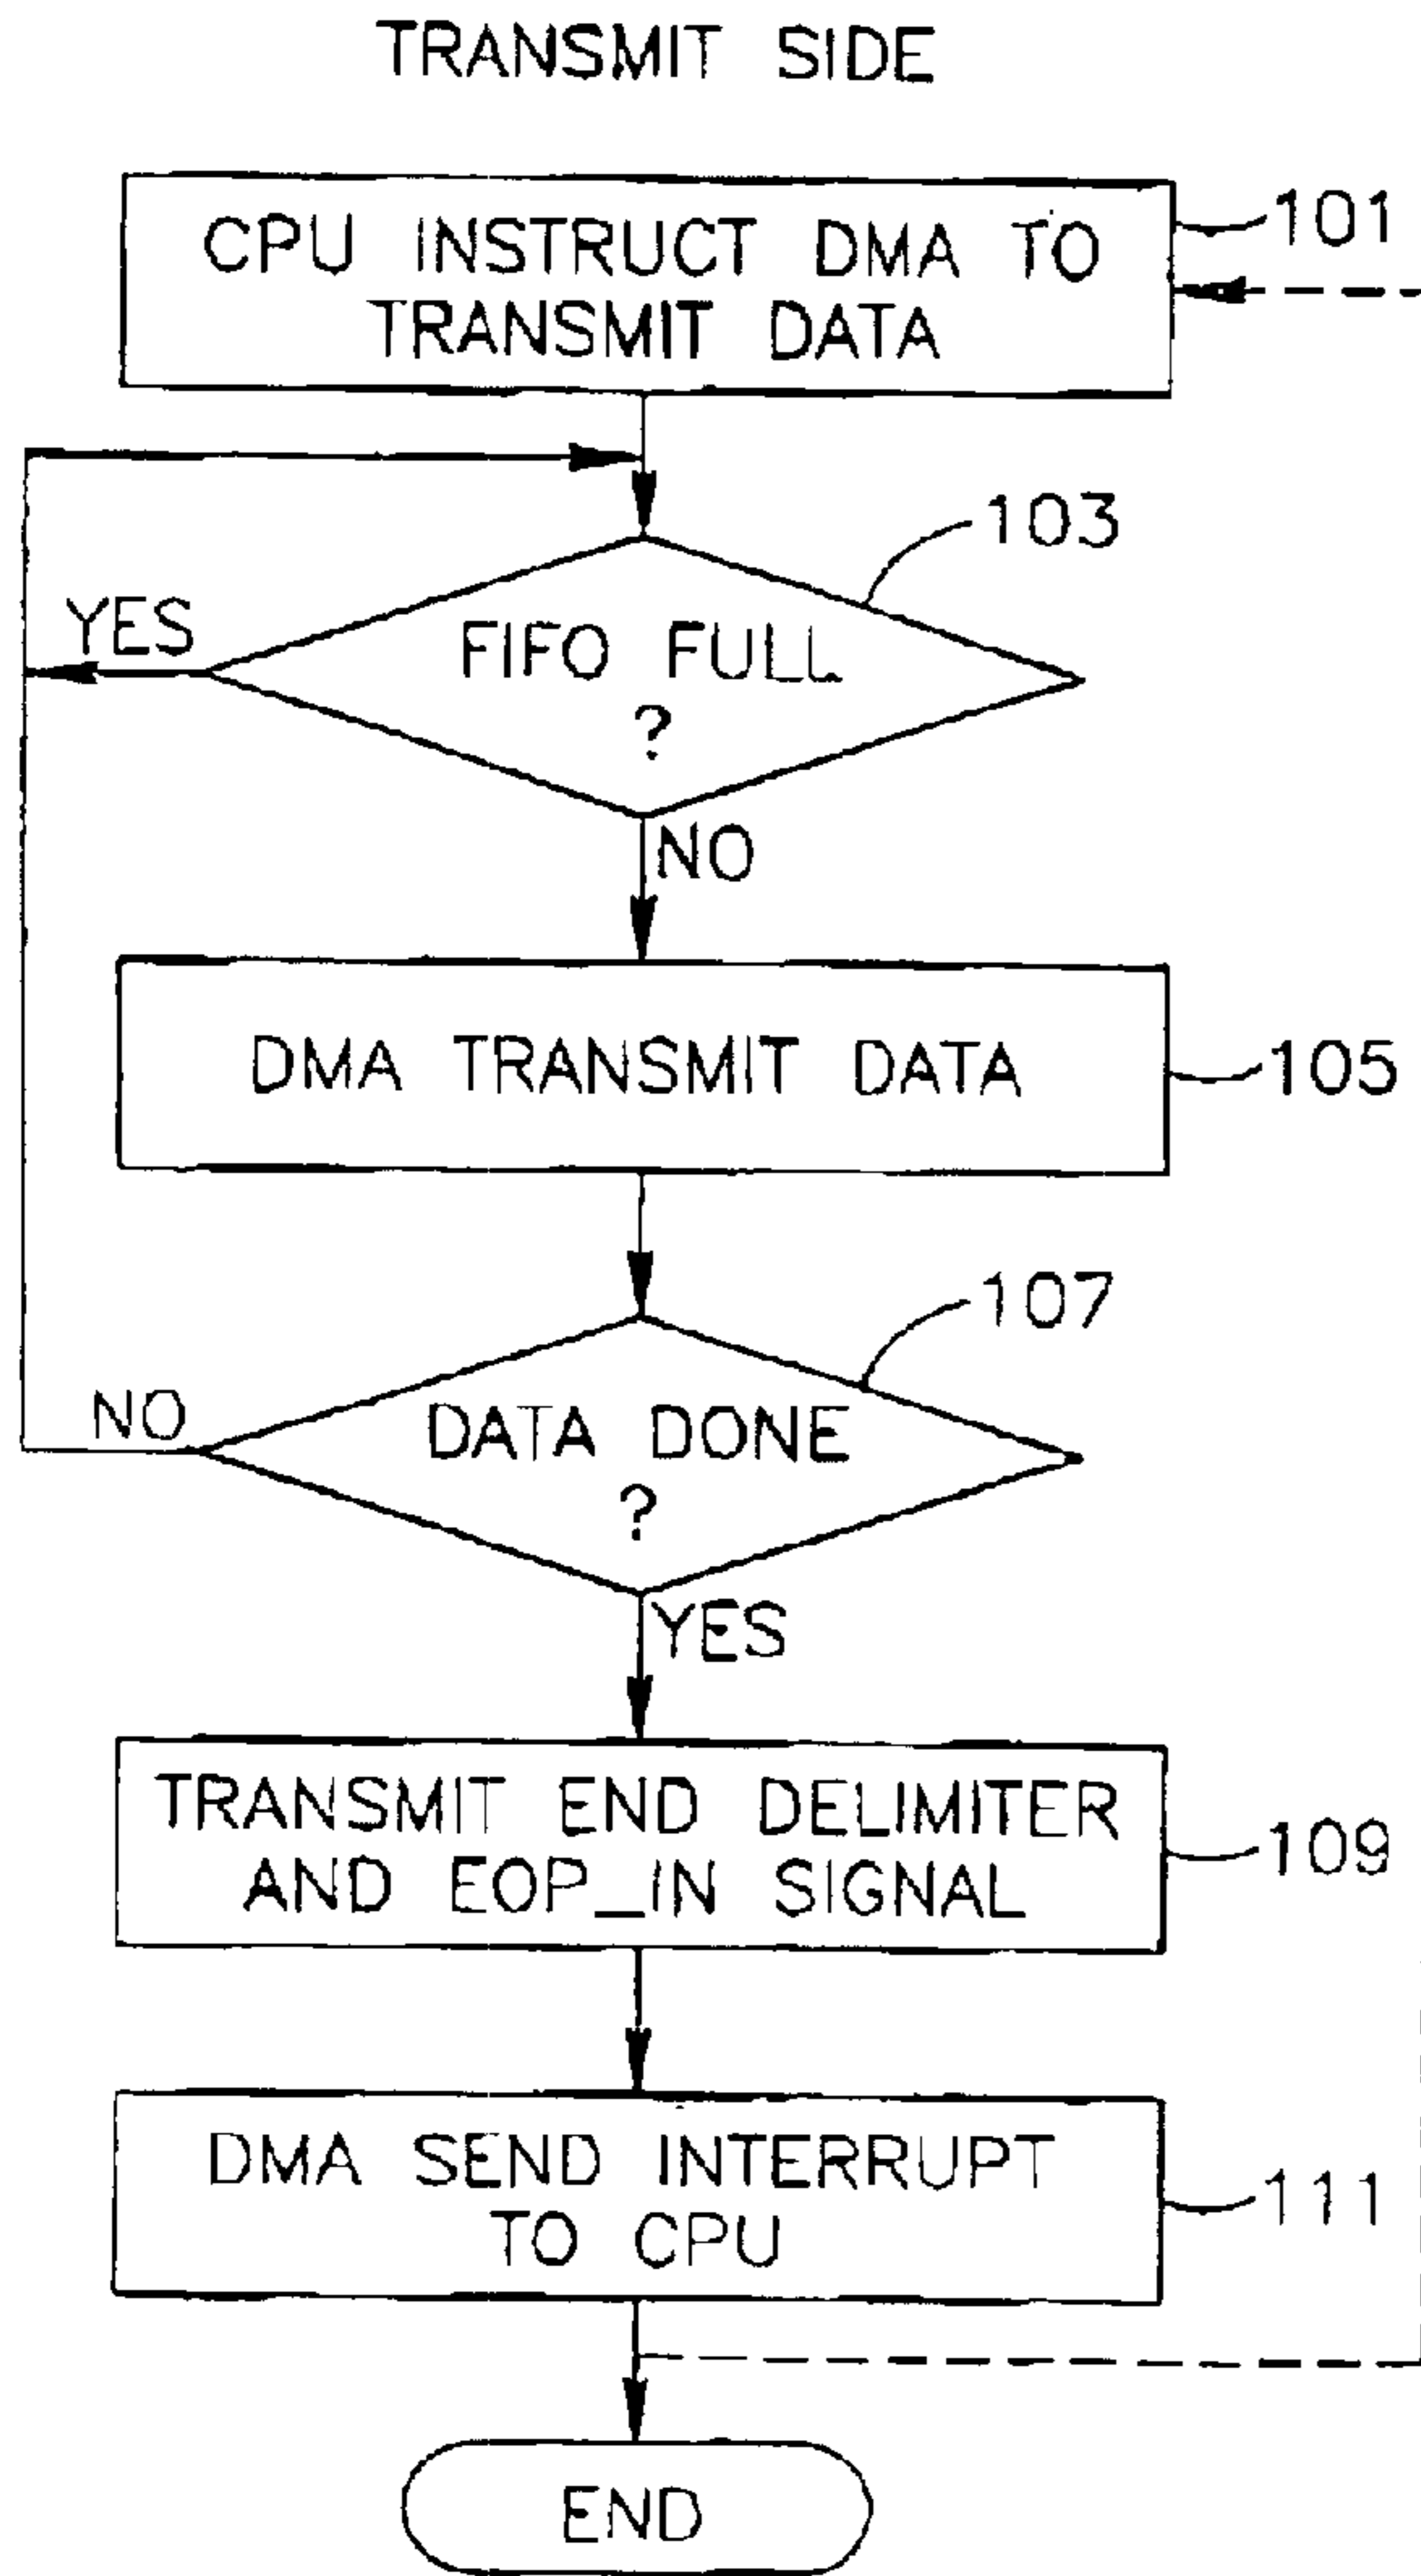 TRANSMIT SIDE
CPU INSTRUCT DMA TO
TRANSMIT DATA
101
103
YES
FIFO FULL
?
NO
DMA TRANSMIT DATA
105
107
NO
DATA DONE
?
YES
TRANSMIT END DELIMITER
AND EOP_IN SIGNAL
109
DMA SEND INTERRUPT
TO CPU
111
END